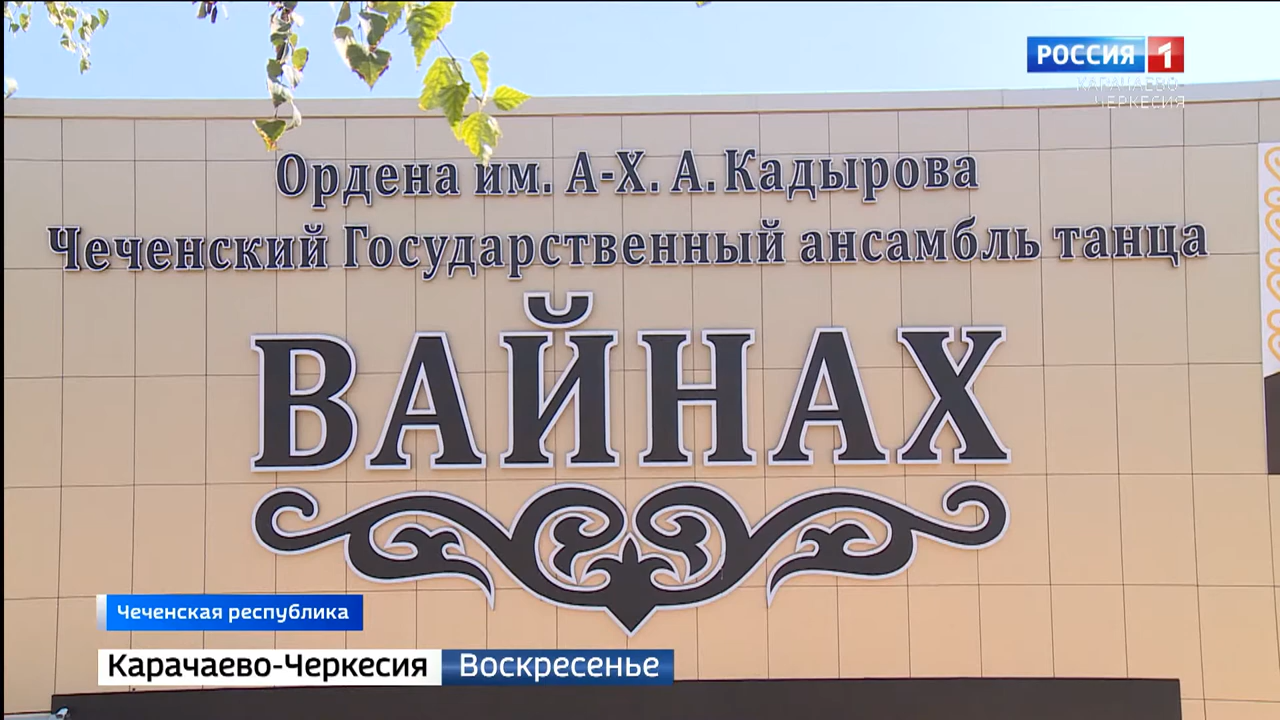 РОССИЯ 1
КАРАЧАЕВО-
ЧЕРКЕСИЯ
Ордена им. А-Х. А. Кадырова
Чеченский Государственный ансамбль танца
ВАЙНАХ
Чеченская республика
Карачаево-Черкесия Воскресенье